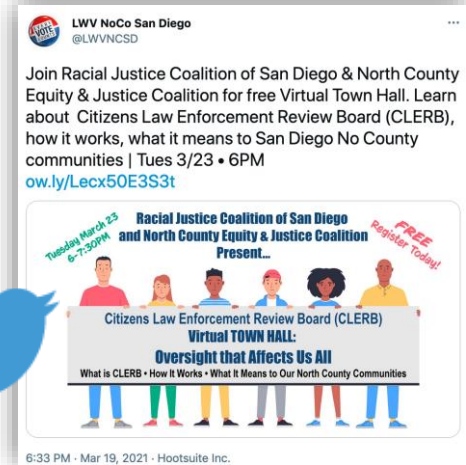 LWV NoCo San Diego
@LWVNCSD
Join Racial Justice Coalition of San Diego & North County
Equity & Justice Coalition for free Virtual Town Hall. Learn
about Citizens Law Enforcement Review Board (CLERB),
how it works, what it means to San Diego No County
communities | Tues 3/23 • 6PM
ow.ly/Lecx50E3S3t
Tuesday March 23
6-7:30PM
Racial Justice Coalition of San Diego
and North County Equity & Justice Coalition
Present...
FREE
Register Today!
Citizens Law Enforcement Review Board (CLERB)
Virtual TOWN HALL:
Oversight that Affects Us All
What is CLERB • How It Works • What It Means to Our North County Communities
6:33 PM · Mar 19, 2021 · Hootsuite Inc.